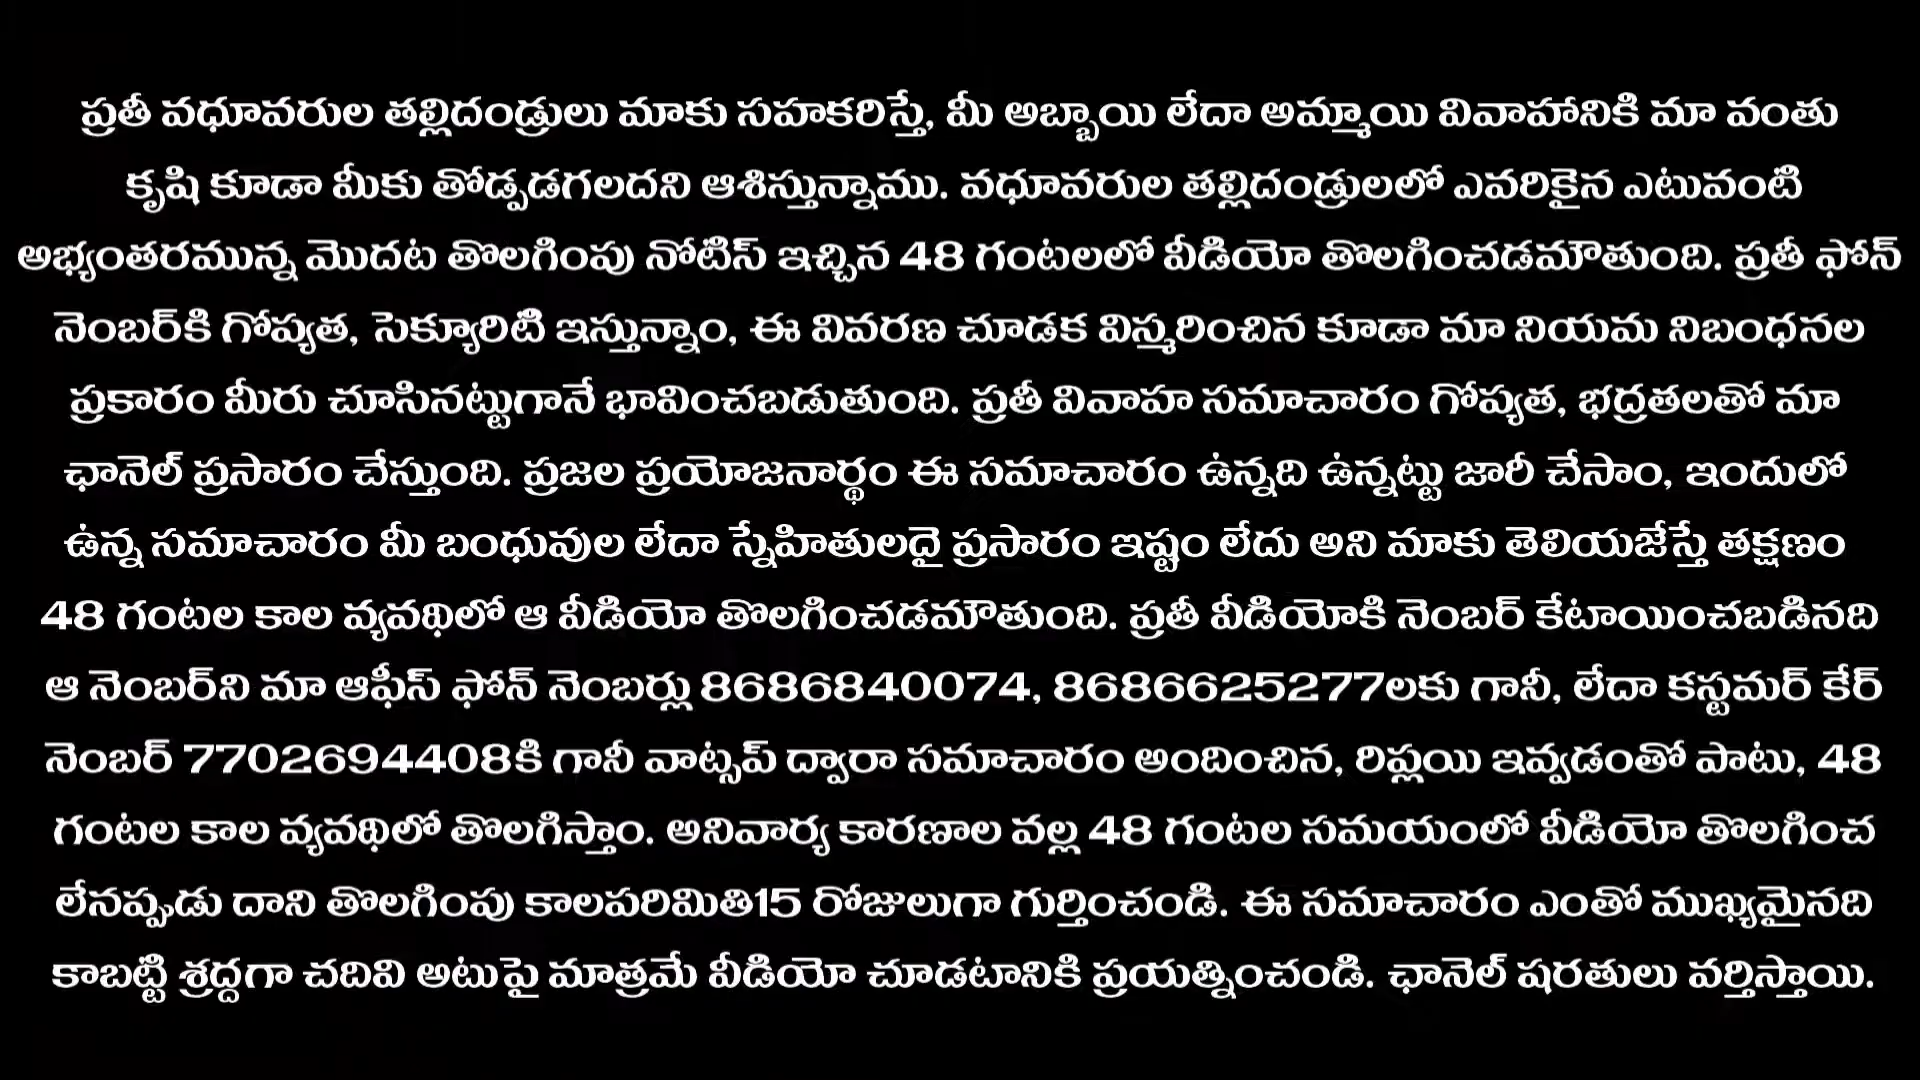 ప్రతీ వధూవరుల తల్లిదండ్రులు మాకు సహకరిస్తే, మీ అబ్బాయి లేదా అమ్మాయి వివాహానికి మా వంతు
కృషి కూడా మీకు తోడ్పడగలదని ఆశిస్తున్నాము. వధూవరుల తల్లిదండ్రులలో ఎవరికైన ఎటువంటి
అభ్యంతరమున్న మొదట తొలగింపు నోటిస్ ఇచ్చిన 48 గంటలలో వీడియో తొలగించడమౌతుంది. ప్రతీ ఫోన్
నెంబర్‌కి గోప్యత, సెక్యూరిటీ ఇస్తున్నాం, ఈ వివరణ చూడక విస్మరించిన కూడా మా నియమ నిబంధనల
ప్రకారం మీరు చూసినట్టుగానే భావించబడుతుంది. ప్రతీ వివాహ సమాచారం గోప్యత, భద్రతలతో మా
ఛానెల్ ప్రసారం చేస్తుంది. ప్రజల ప్రయోజనార్థం ఈ సమాచారం ఉన్నది ఉన్నట్టు జారీ చేసాం, ఇందులో
ఉన్న సమాచారం మీ బంధువుల లేదా స్నేహితులదై ప్రసారం ఇష్టం లేదు అని మాకు తెలియజేస్తే తక్షణం
48 గంటల కాల వ్యవథిలో ఆ వీడియో తొలగించడమౌతుంది. ప్రతీ వీడియోకి నెంబర్ కేటాయించబడినది
ఆ నెంబర్‌ని మా ఆఫీస్ ఫోన్ నెంబర్లు 8686840074, 8686625277లకు గానీ, లేదా కస్టమర్ కేర్
నెంబర్ 7702694408కి గానీ వాట్సప్ ద్వారా సమాచారం అందించిన, రిప్లయి ఇవ్వడంతో పాటు, 48
గంటల కాల వ్యవథిలో తొలగిస్తాం. అనివార్య కారణాల వల్ల 48 గంటల సమయంలో వీడియో తొలగించ
లేనప్పుడు దాని తొలగింపు కాలపరిమితి15 రోజులుగా గుర్తించండి. ఈ సమాచారం ఎంతో ముఖ్యమైనది
కాబట్టి శ్రద్దగా చదివి అటుపై మాత్రమే వీడియో చూడటానికి ప్రయత్నించండి. ఛానెల్ షరతులు వర్తిస్తాయి.